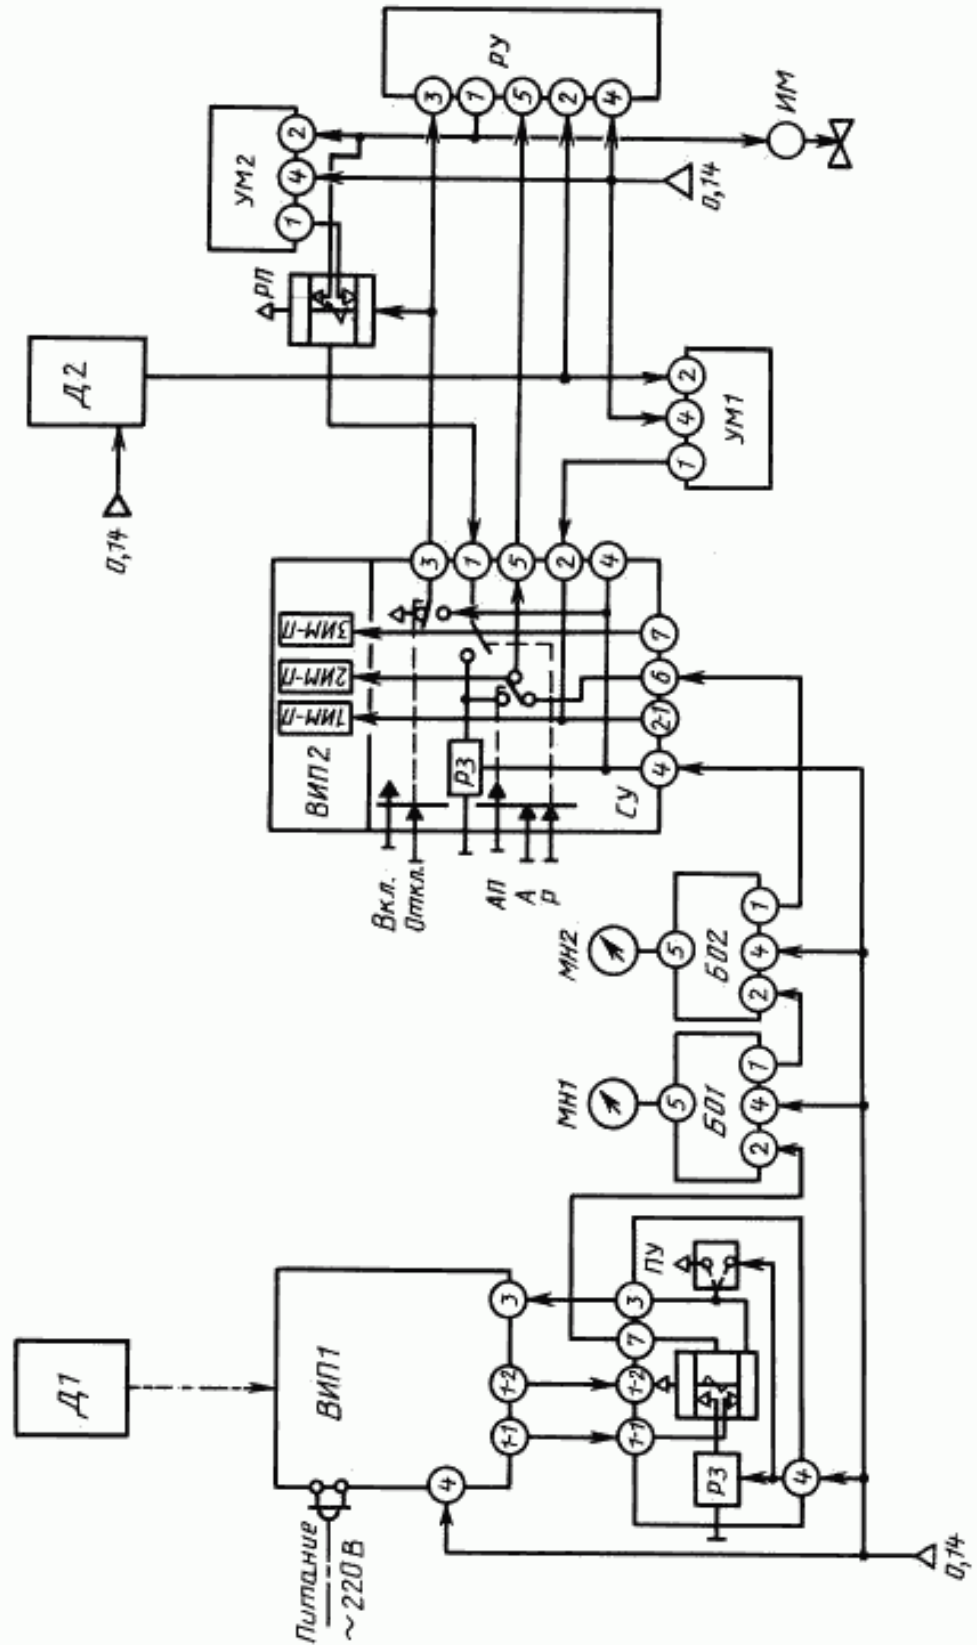 Д1
Питание
~220В
ВИП1
4
1-1
1-2
3
1-1
1-2
7
3
ПУ
РЗ
4
0,14
МН1
5
БО1
2
4
1
МН2
5
БО2
2
4
1
ВИП2
1ИМ-П
2ИМ-П
3ИМ-П
Вкл.
Откл.
РЗ
АП
А
Р
СУ
3
1
5
2
4
4
2-1
6
7
0,14
Д2
РП
УМ2
1
4
2
1
4
2
УМ1
РУ
3
1
5
2
4
0,14
ИМ